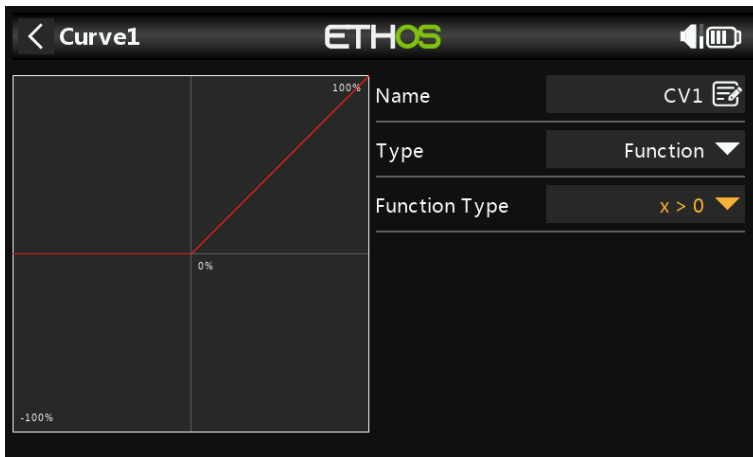 Curve1
ETHOS
100%
0%
-100%
Name
CV1
Type
Function
Function Type
x > 0